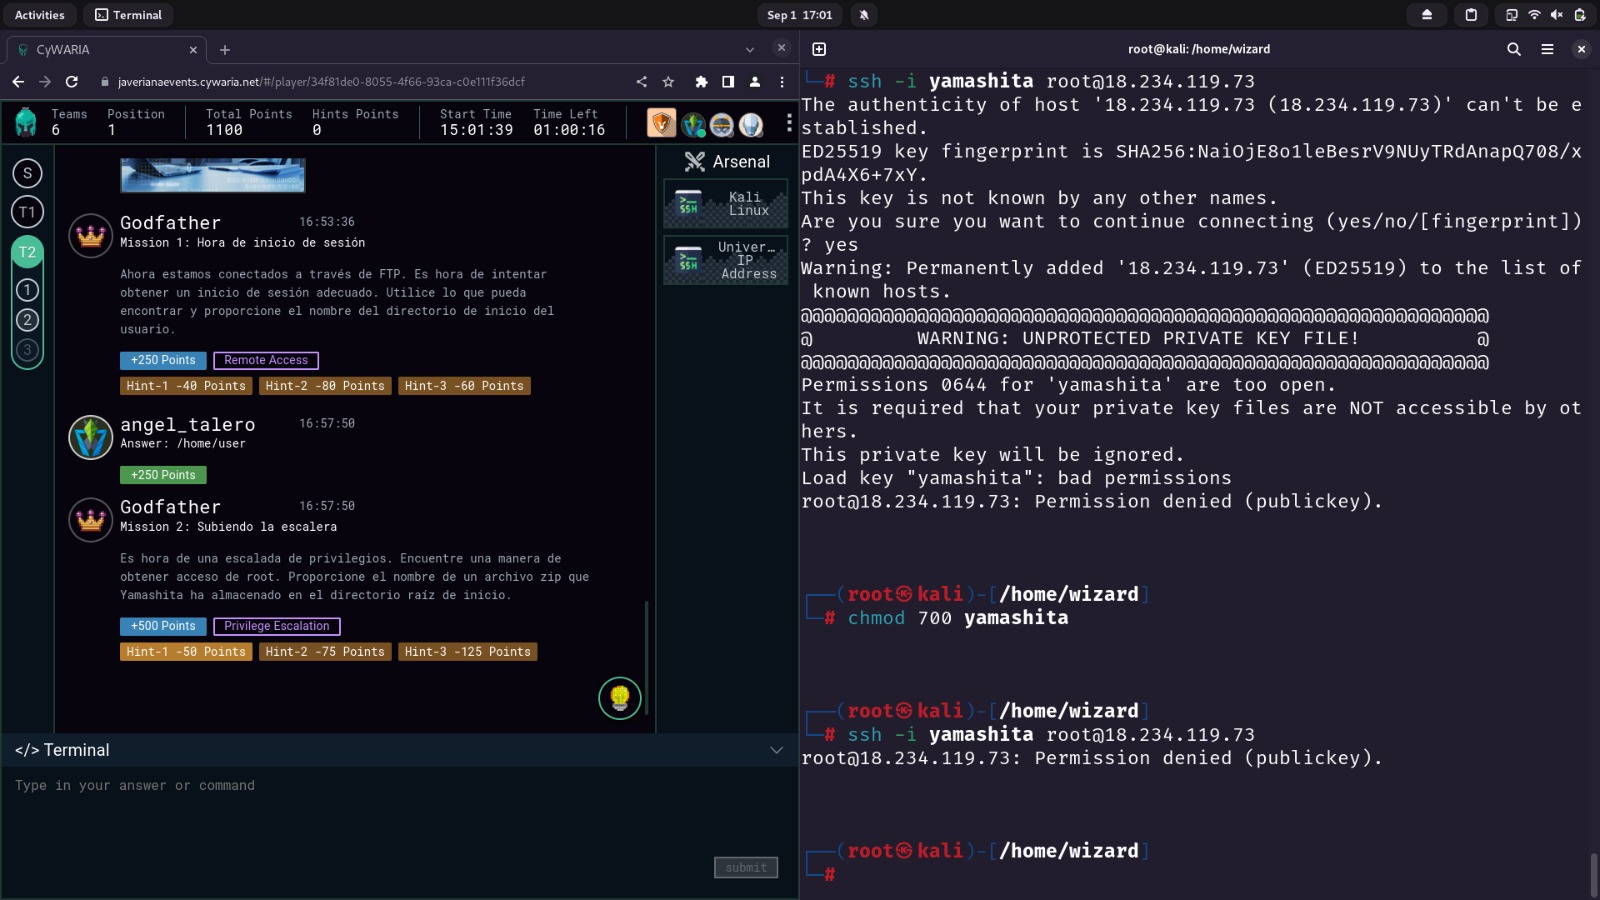 Activities
Terminal
Sep 1 17:01
CyWARIA
javerianaevents.cywaria.net/#/player/34f81de0-8055-4f66-93ca-c0e111f36dcf
Teams
6
Position
1
Total Points
1100
Hints Points
0
Start Time
15:01:39
Time Left
01:00:16
S
T1
T2
1
2
3
Godfather
16:53:36
Mission 1: Hora de inicio de sesión
Ahora estamos conectados a través de FTP. Es hora de intentar
obtener un inicio de sesión adecuado. Utilice lo que pueda
encontrar y proporcione el nombre del directorio de inicio del
usuario.
+250 Points
Remote Access
Hint-1 -40 Points
Hint-2 -80 Points
Hint-3 -60 Points
angel_talero
16:57:50
Answer: /home/user
+250 Points
Godfather
16:57:50
Mission 2: Subiendo la escalera
Es hora de una escalada de privilegios. Encuentre una manera de
obtener acceso de root. Proporcione el nombre de un archivo zip que
Yamashita ha almacenado en el directorio raíz de inicio.
+500 Points
Privilege Escalation
Hint-1 -50 Points
Hint-2 -75 Points
Hint-3 -125 Points
Arsenal
>_
SSH
Kali
Linux
>_
SSH
Univer...
IP
Address
</> Terminal
Type in your answer or command
submit
root@kali: /home/wizard
# ssh -i yamashita root@18.234.119.73
The authenticity of host '18.234.119.73 (18.234.119.73)' can't be e
stablished.
ED25519 key fingerprint is SHA256:NaiOjE8o1leBesrV9NUyTRdAnapQ708/x
pdA4X6+7xY.
This key is not known by any other names.
Are you sure you want to continue connecting (yes/no/[fingerprint])
? yes
Warning: Permanently added '18.234.119.73' (ED25519) to the list of
known hosts.
@@@@@@@@@@@@@@@@@@@@@@@@@@@@@@@@@@@@@@@@@@@@@@@@@@@@@@@@@@@
@         WARNING: UNPROTECTED PRIVATE KEY FILE!          @
@@@@@@@@@@@@@@@@@@@@@@@@@@@@@@@@@@@@@@@@@@@@@@@@@@@@@@@@@@@
Permissions 0644 for 'yamashita' are too open.
It is required that your private key files are NOT accessible by ot
hers.
This private key will be ignored.
Load key "yamashita": bad permissions
root@18.234.119.73: Permission denied (publickey).
(root㉿kali)-[/home/wizard]
# chmod 700 yamashita
(root㉿kali)-[/home/wizard]
# ssh -i yamashita root@18.234.119.73
root@18.234.119.73: Permission denied (publickey).
(root㉿kali)-[/home/wizard]
#